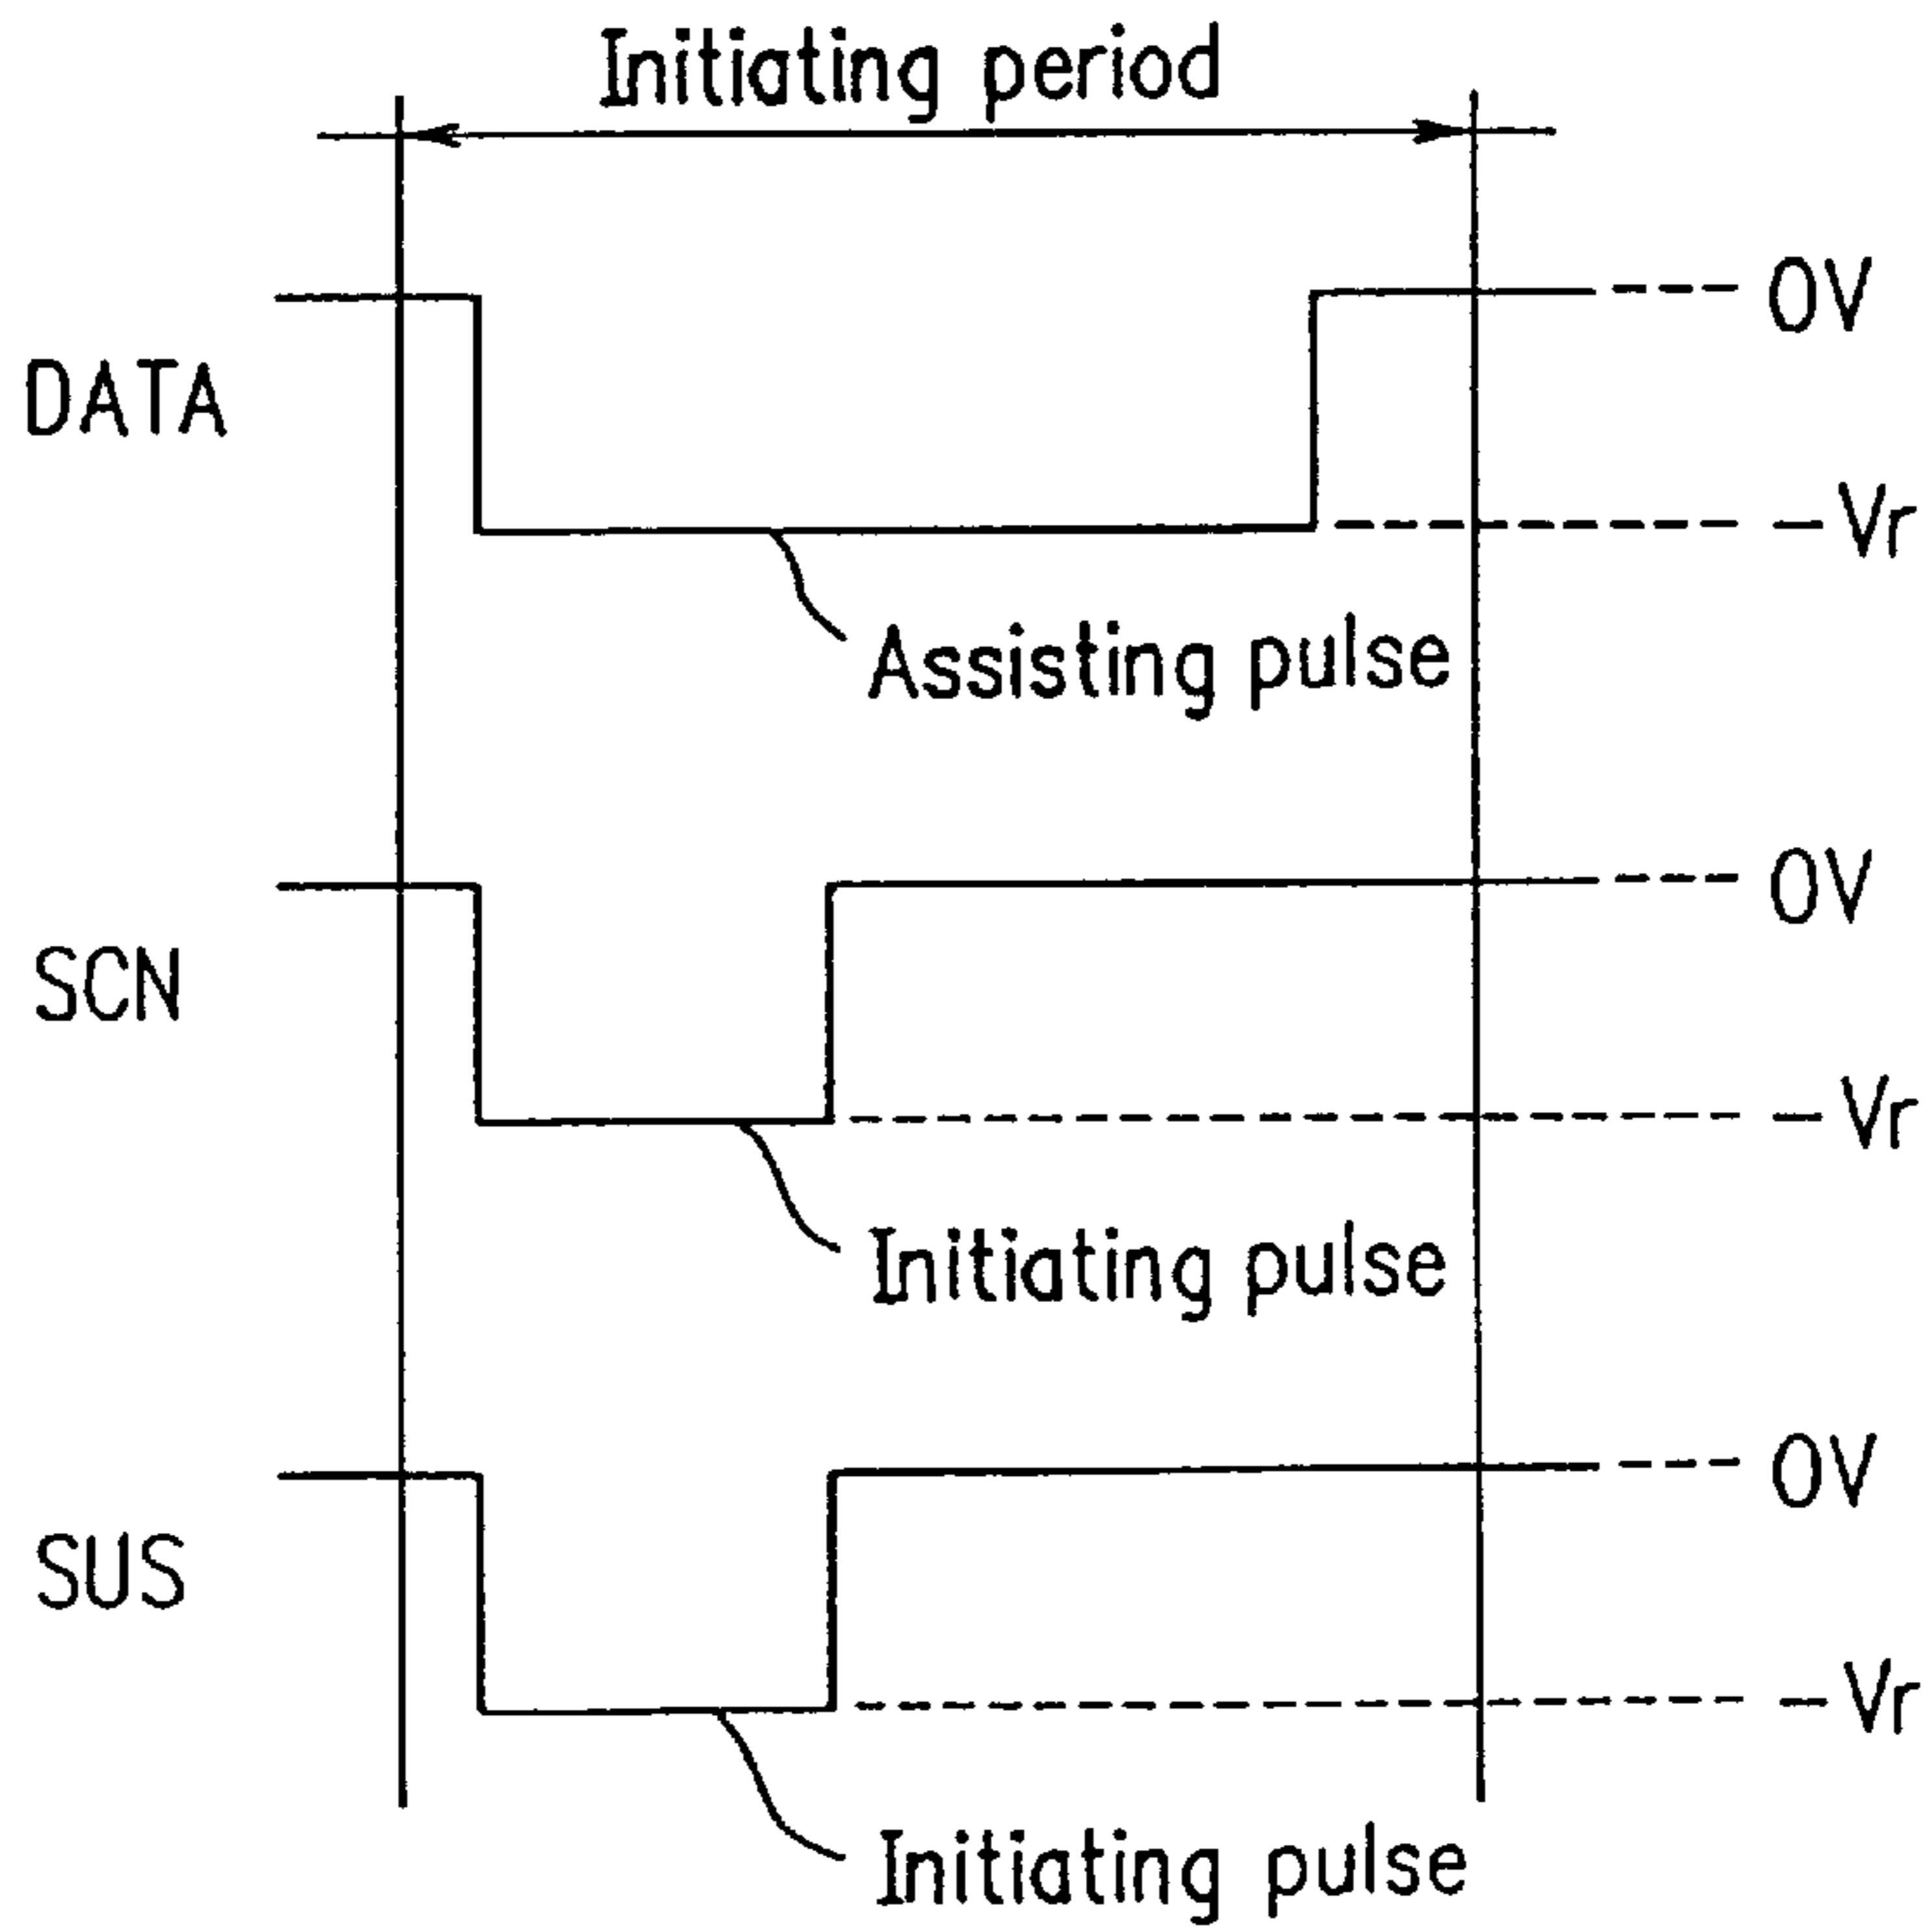 Initiating period
0V
DATA
-Vr
Assisting pulse
0V
SCN
-Vr
Initiating pulse
0V
SUS
-Vr
Initiating pulse